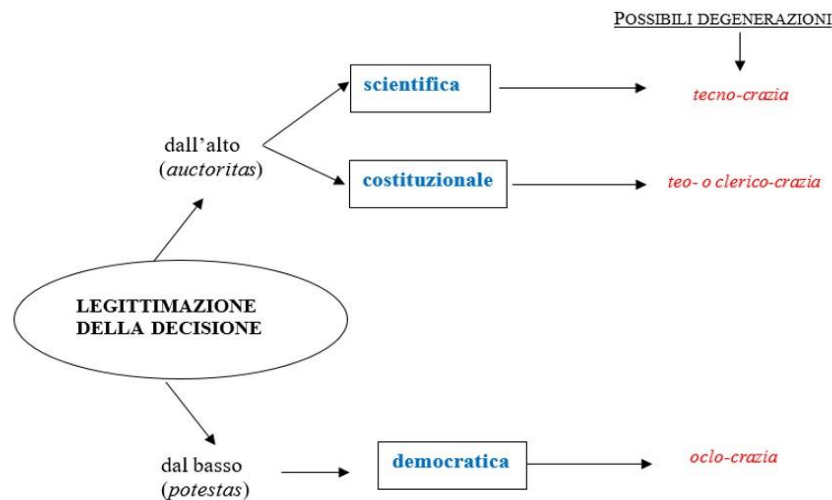 POSSIBILI DEGENERAZIONI
scientifica
tecno-crazia
dall’alto
(auctoritas)
costituzionale
teo- o clerico-crazia
LEGITTIMAZIONE
DELLA DECISIONE
dal basso
(potestas)
democratica
oclo-crazia